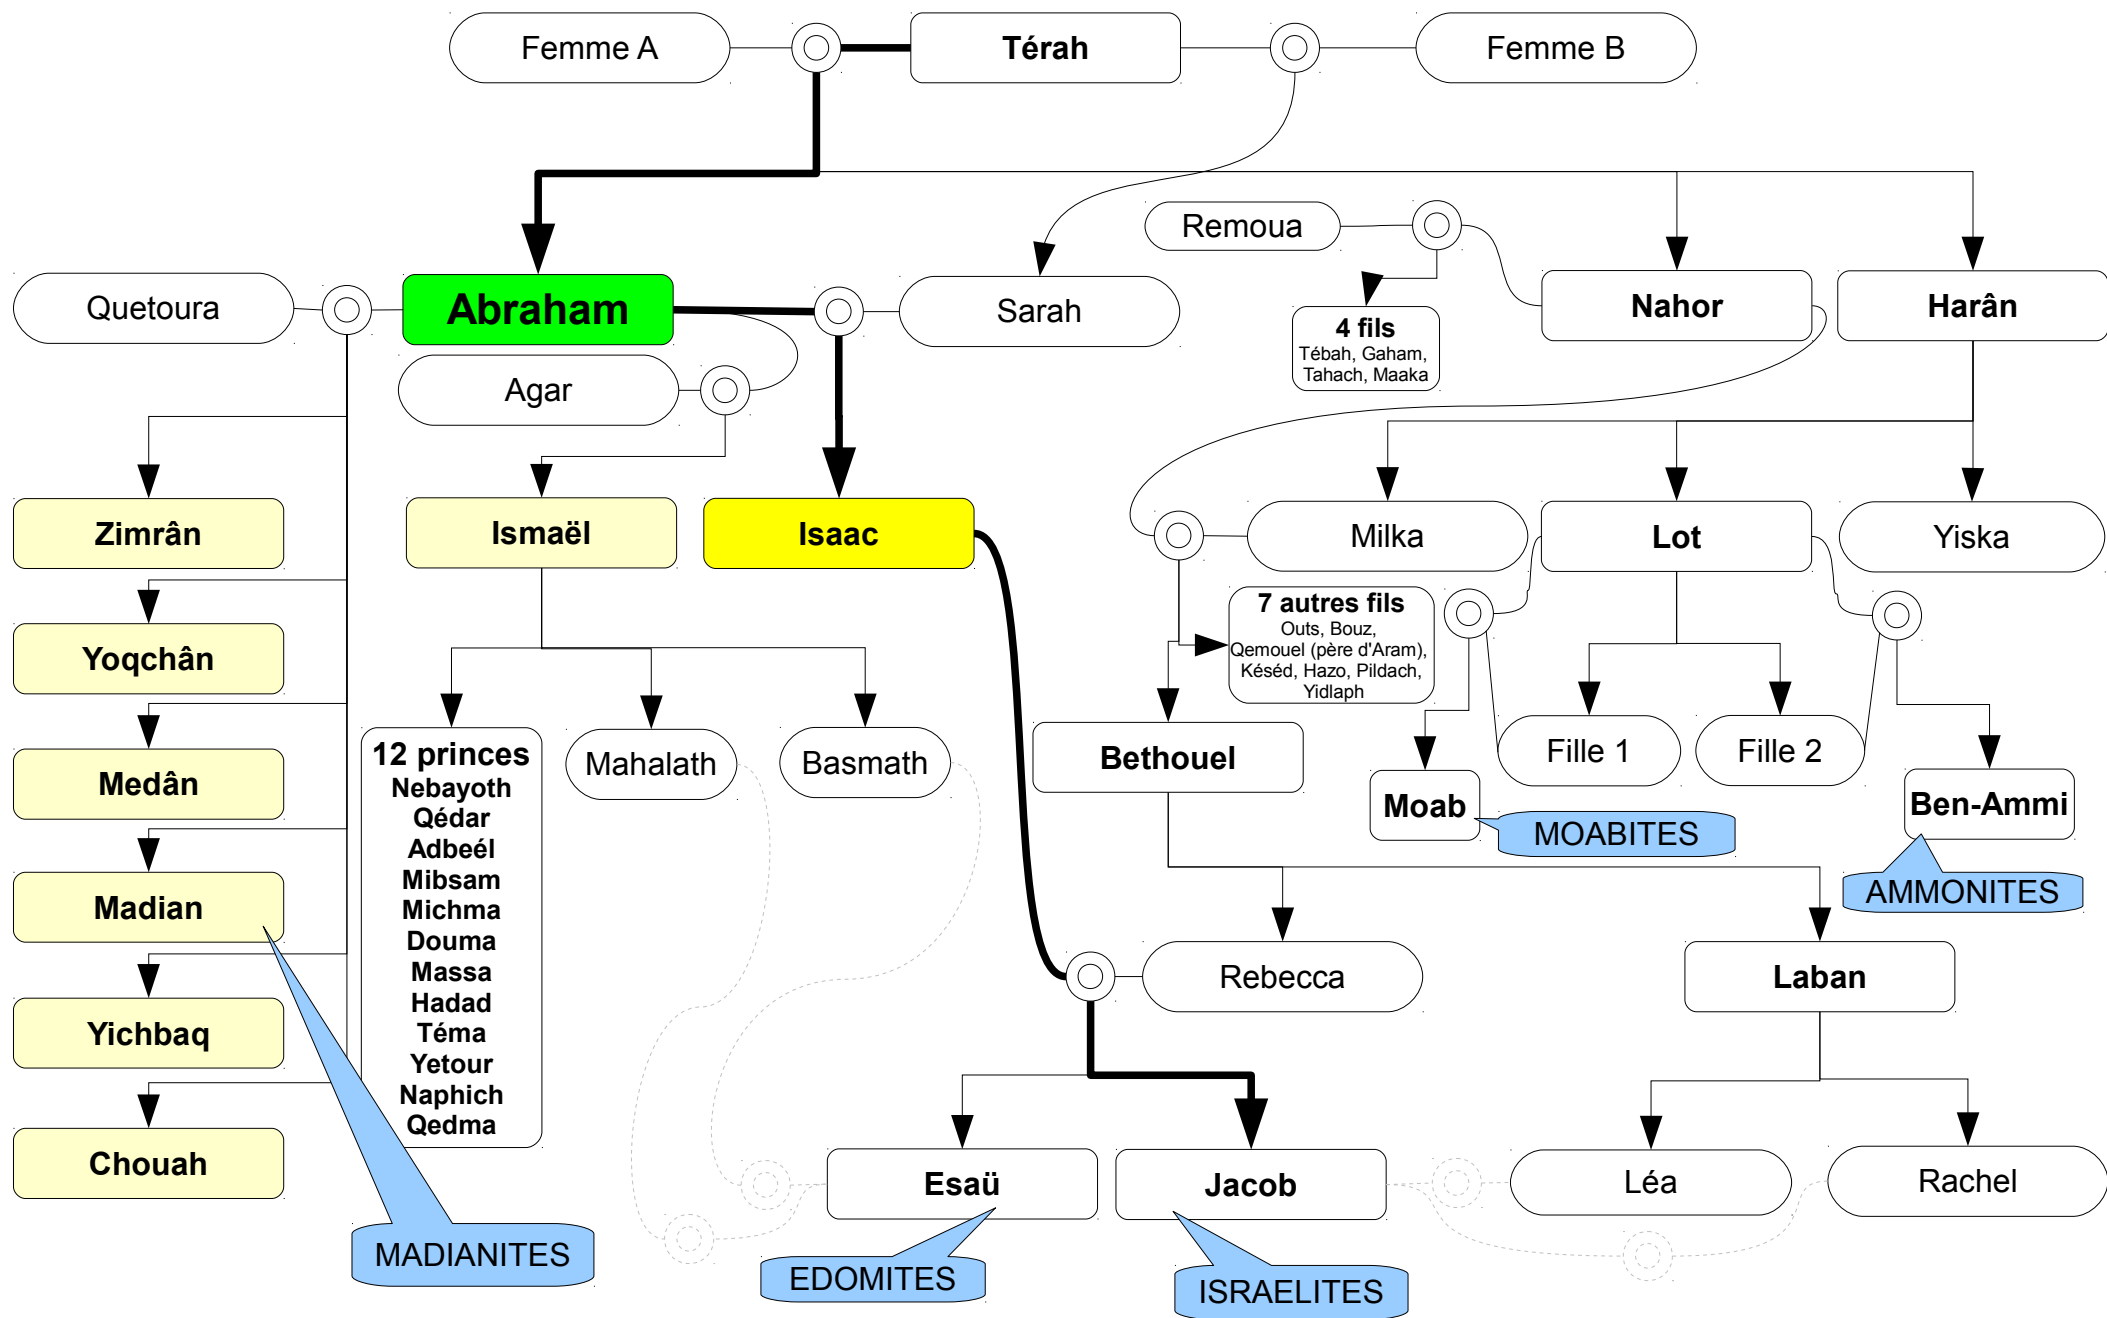 Femme A
Térah
Femme B
Remoua
Quetoura
Abraham
Sarah
Nahor
Harân
4 fils
Tébah, Gaham,
Tahach, Maaka
Agar
Zimrân
Ismaël
Isaac
Milka
Lot
Yiska
7 autres fils
Outs, Bouz,
Qemouel (père d'Aram),
Késéd, Hazo, Pildach,
Yidlaph
Yoqchân
12 princes
Nebayoth
Qédar
Adbeél
Mibsam
Michma
Douma
Massa
Hadad
Téma
Yetour
Naphich
Qedma
Mahalath
Basmath
Bethouel
Fille 1
Fille 2
Medân
Moab
MOABITES
Ben-Ammi
AMMONITES
Madian
Rebecca
Laban
Yichbaq
Chouah
Esaü
Jacob
Léa
Rachel
MADIANITES
EDOMITES
ISRAELITES